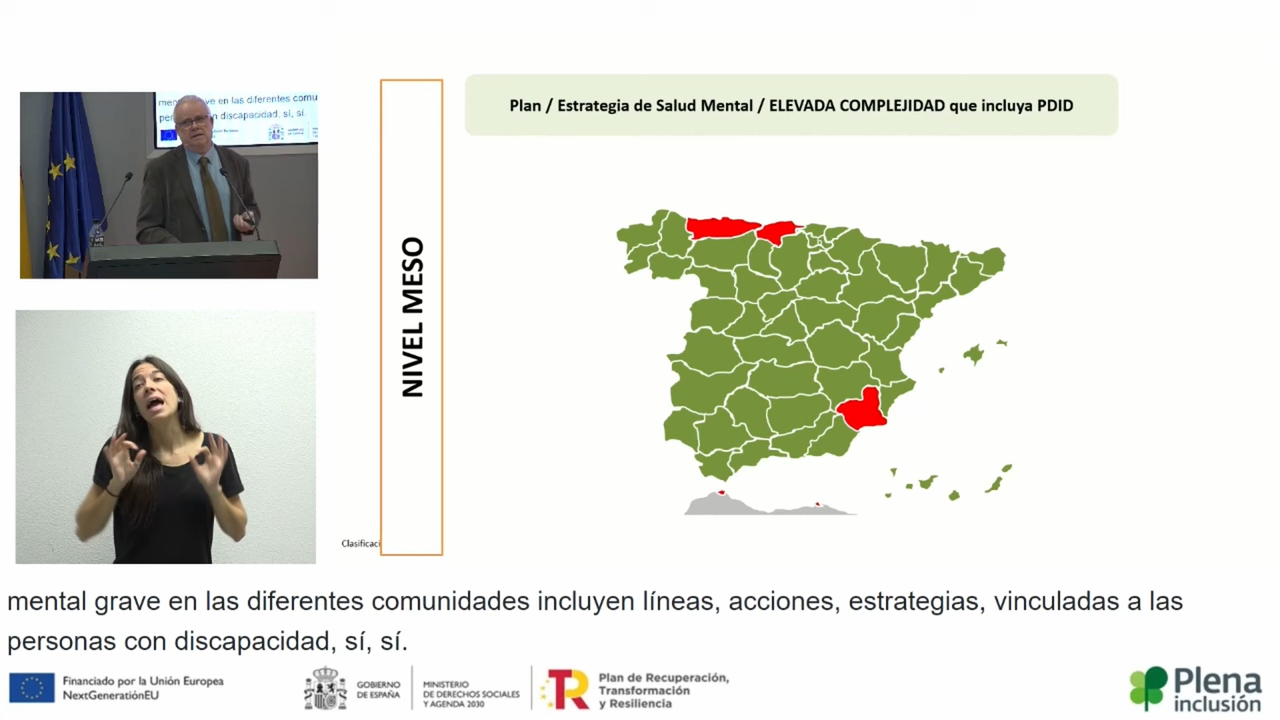 Plan / Estrategia de Salud Mental / ELEVADA COMPLEJIDAD que incluya PDID
NIVEL MESO
Clasificaci
mental grave en las diferentes comunidades incluyen líneas, acciones, estrategias, vinculadas a las
personas con discapacidad, sí, sí.
Financiado por la Unión Europea
NextGenerationEU
GOBIERNO
DE ESPAÑA
MINISTERIO
DE DERECHOS SOCIALES
Y AGENDA 2030
Plan de Recuperación,
Transformación
y Resiliencia
Plena
inclusión